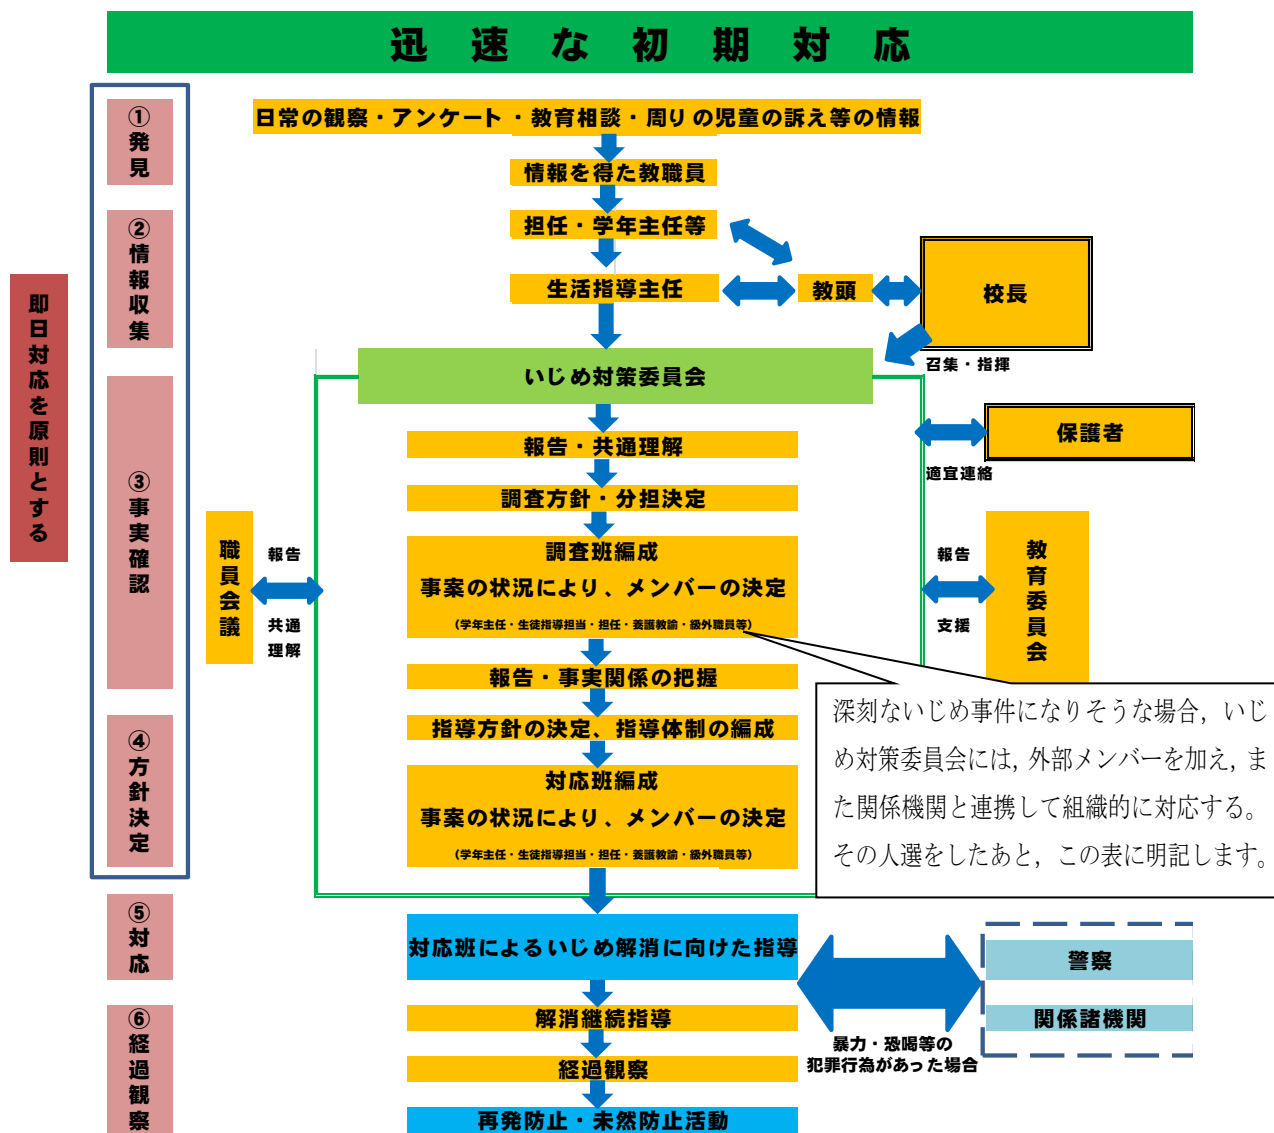 迅速な初期対応
①発見
②情報収集
③事実確認
④方針決定
⑤対応
⑥経過観察
即日対応を原則とする
日常の観察・アンケート・教育相談・周りの児童の訴え等の情報
情報を得た教職員
担任・学年主任等
生活指導主任
教頭
校長
召集・指揮
いじめ対策委員会
保護者
適宜連絡
報告・共通理解
調査方針・分担決定
調査班編成
事案の状況により、メンバーの決定
（学年主任・生徒指導担当・担任・養護教諭・級外職員等）
職員会議
報告
共通
理解
教育委員会
報告
支援
報告・事実関係の把握
指導方針の決定、指導体制の編成
対応班編成
事案の状況により、メンバーの決定
（学年主任・生徒指導担当・担任・養護教諭・級外職員等）
深刻ないじめ事件になりそうな場合，いじ
め対策委員会には，外部メンバーを加え，ま
た関係機関と連携して組織的に対応する。
その人選をしたあと，この表に明記します。
対応班によるいじめ解消に向けた指導
警察
関係諸機関
暴力・恐喝等の
犯罪行為があった場合
解消継続指導
経過観察
再発防止・未然防止活動